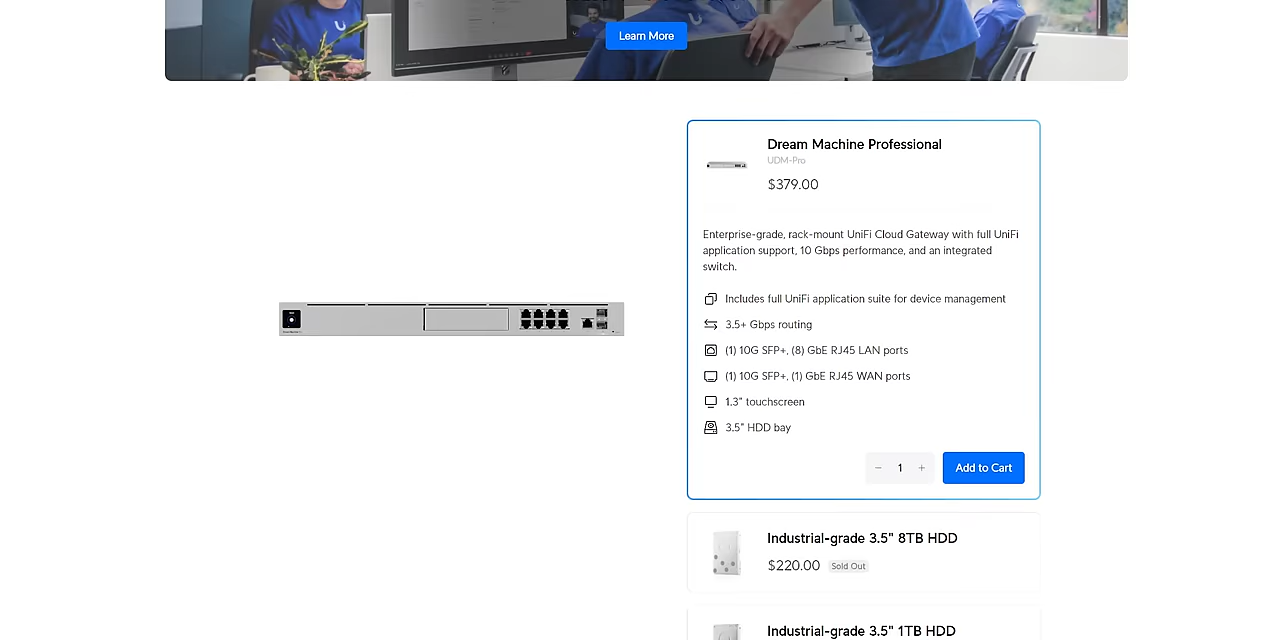 Learn More
Dream Machine Professional
UDM-Pro
$379.00
Enterprise-grade, rack-mount UniFi Cloud Gateway with full UniFi
application support, 10 Gbps performance, and an integrated
switch.
Includes full UniFi application suite for device management
3.5+ Gbps routing
(1) 10G SFP+, (8) GbE RJ45 LAN ports
(1) 10G SFP+, (1) GbE RJ45 WAN ports
1.3" touchscreen
3.5" HDD bay
− 1 + Add to Cart
Industrial-grade 3.5" 8TB HDD
$220.00 Sold Out
Industrial-grade 3.5" 1TB HDD